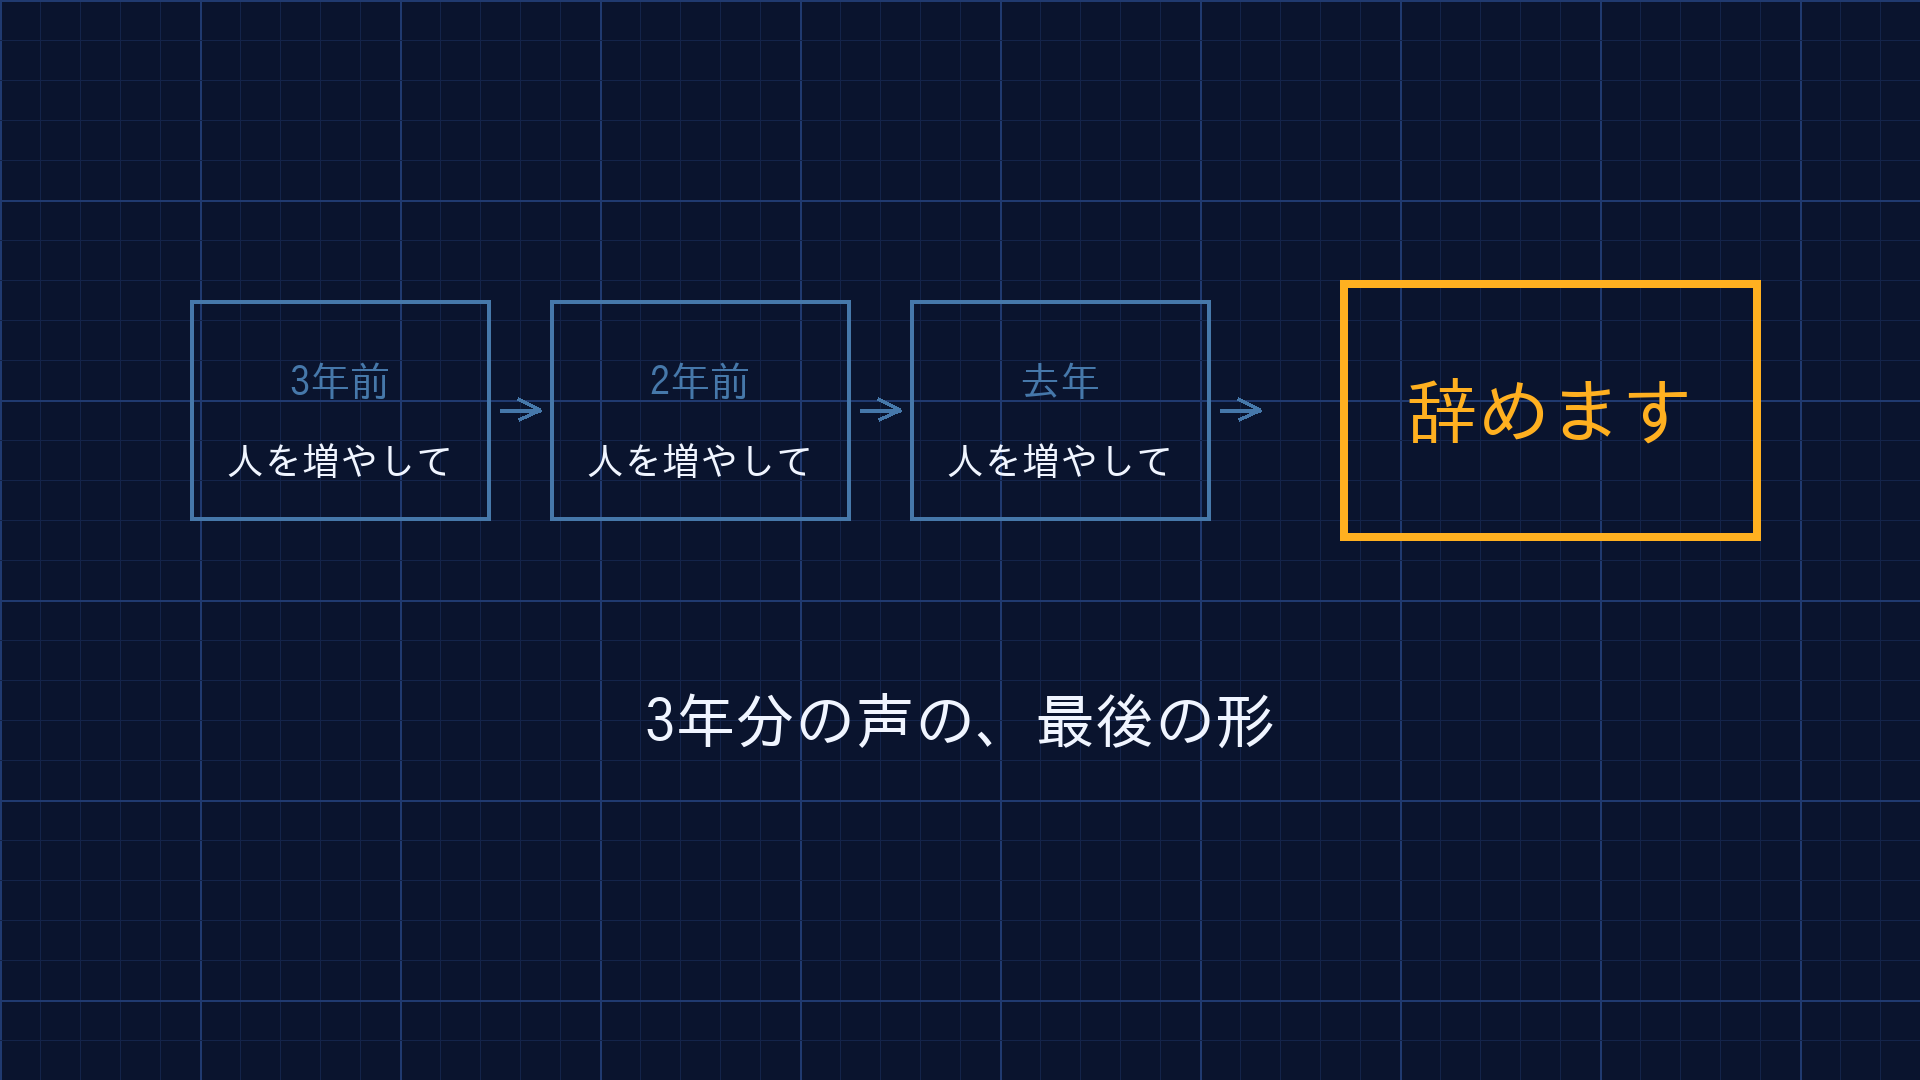 3年前
人を増やして
2年前
人を増やして
去年
人を増やして
辞めます
3年分の声の、最後の形